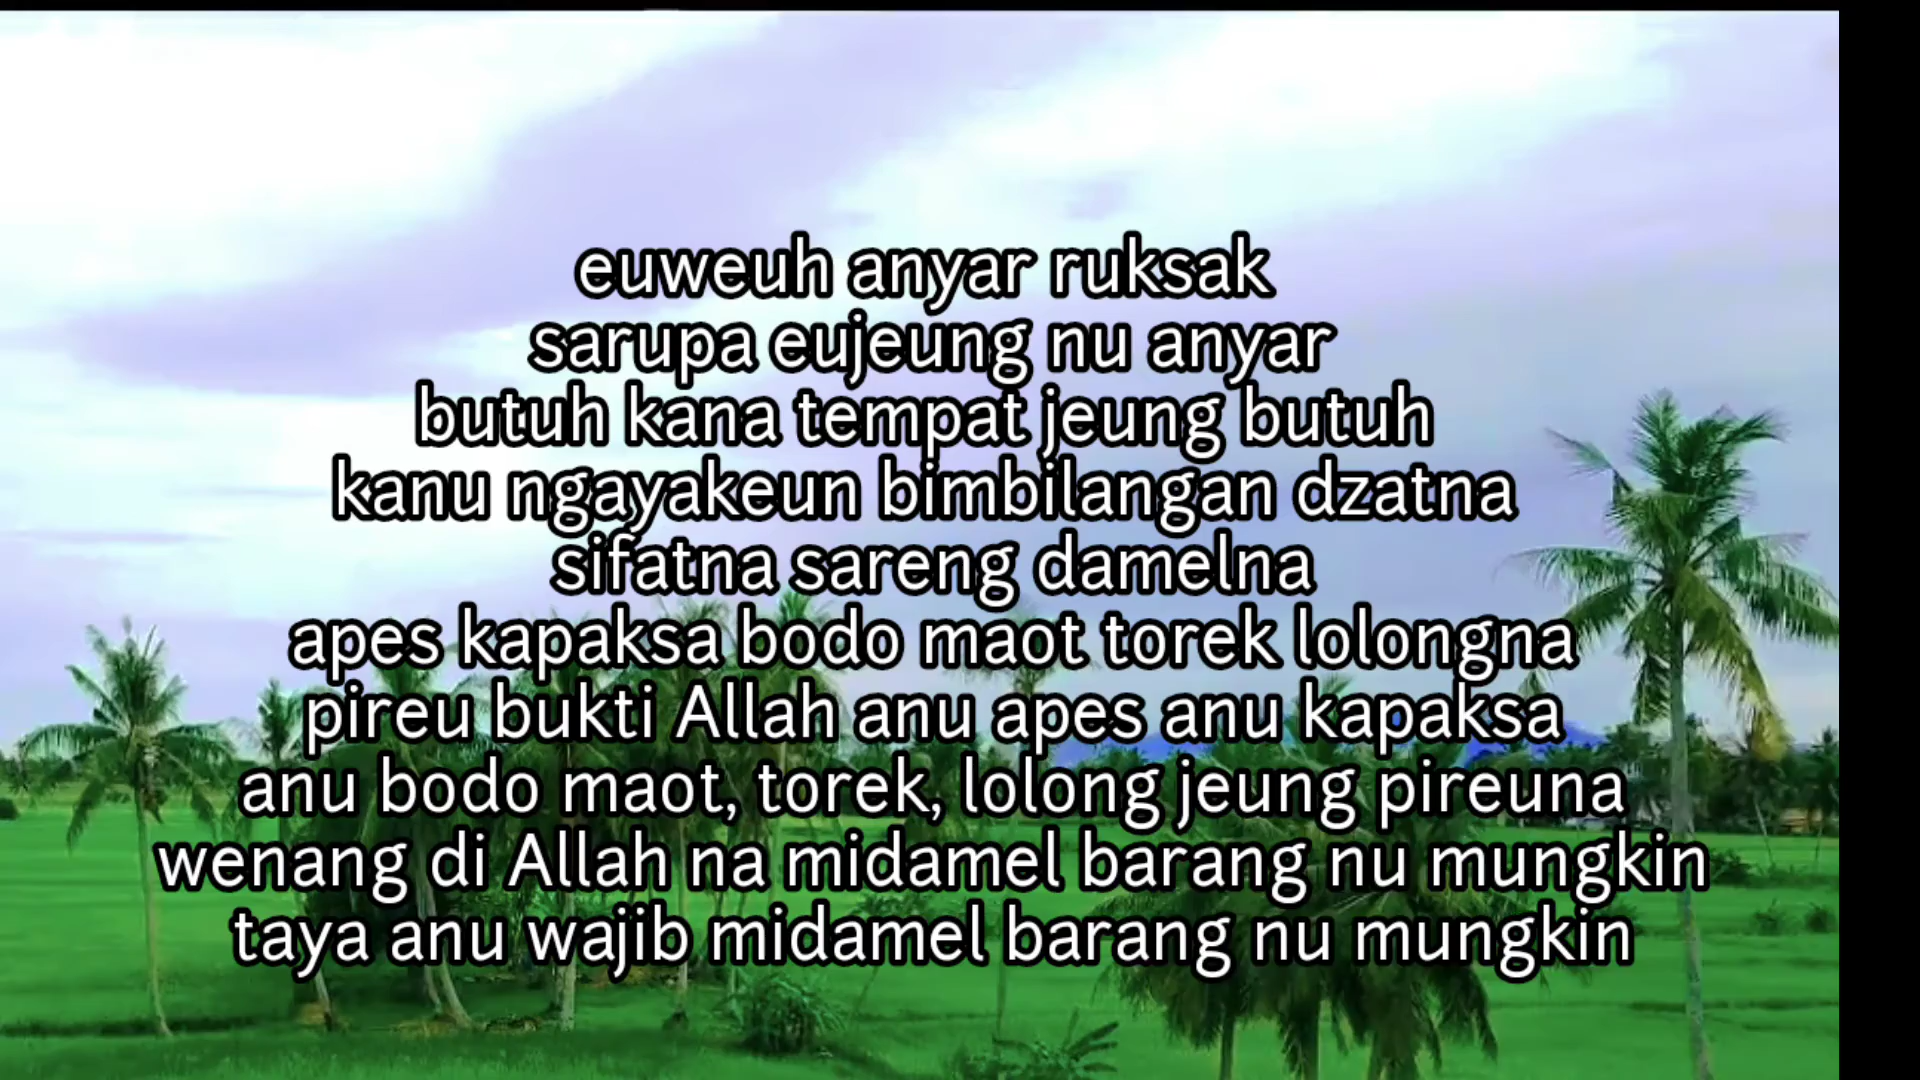 euweuh anyar ruksak
sarupa eujeung nu anyar
butuh kana tempat jeung butuh
kanu ngayakeun bimbilangan dzatna
sifatna sareng damelna
apes kapaksa bodo maot torek lolongna
pireu bukti Allah anu apes anu kapaksa
anu bodo maot, torek, lolong jeung pireuna
wenang di Allah na midamel barang nu mungkin
taya anu wajib midamel barang nu mungkin